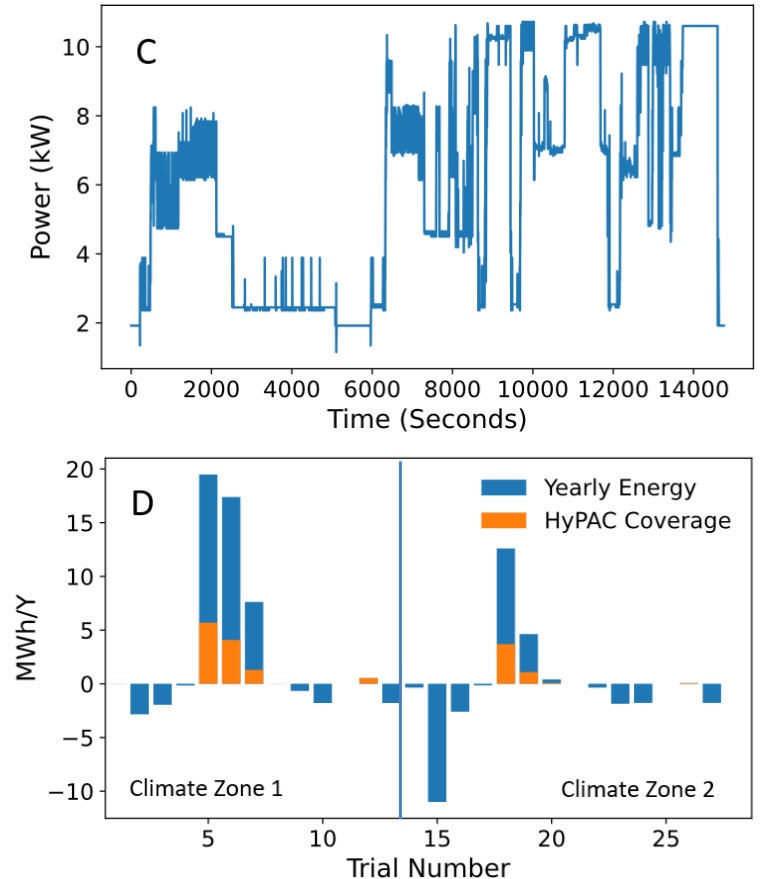 C
Power (kW)
10
8
6
4
2
0 2000 4000 6000 8000 10000 12000 14000
Time (Seconds)
D
Yearly Energy
HyPAC Coverage
MWh/Y
20
15
10
5
0
−5
−10
Climate Zone 1
Climate Zone 2
5 10 15 20 25
Trial Number